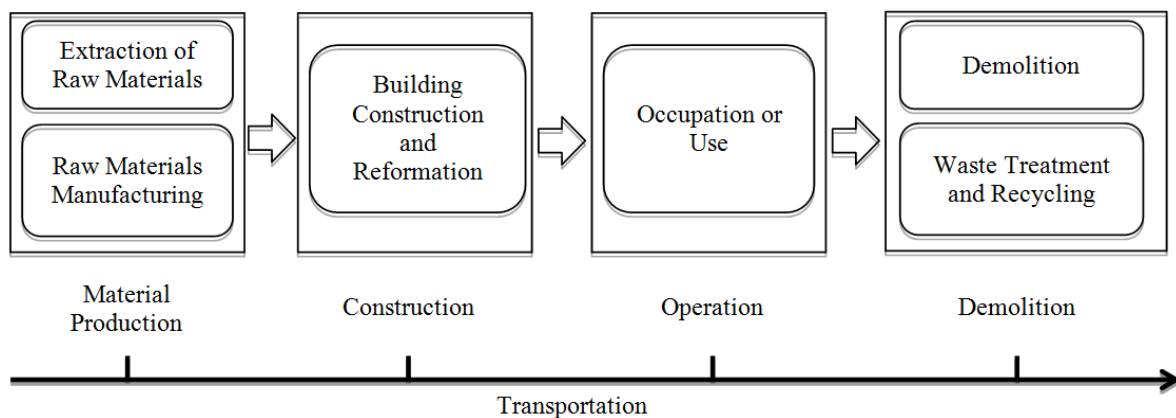 Extraction of
Raw Materials
Raw Materials
Manufacturing
Building
Construction
and
Reformation
Occupation or
Use
Demolition
Waste Treatment
and Recycling
Material
Production
Construction
Operation
Demolition
Transportation